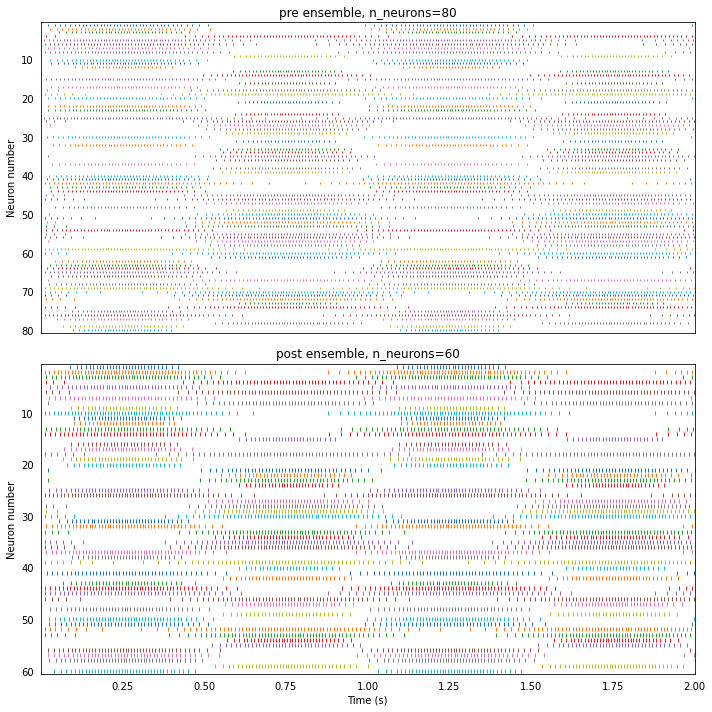 pre ensemble, n_neurons=80
10
20
30
40
50
60
70
80
Neuron number
post ensemble, n_neurons=60
10
20
30
40
50
60
Neuron number
0.25 0.50 0.75 1.00 1.25 1.50 1.75 2.00
Time (s)